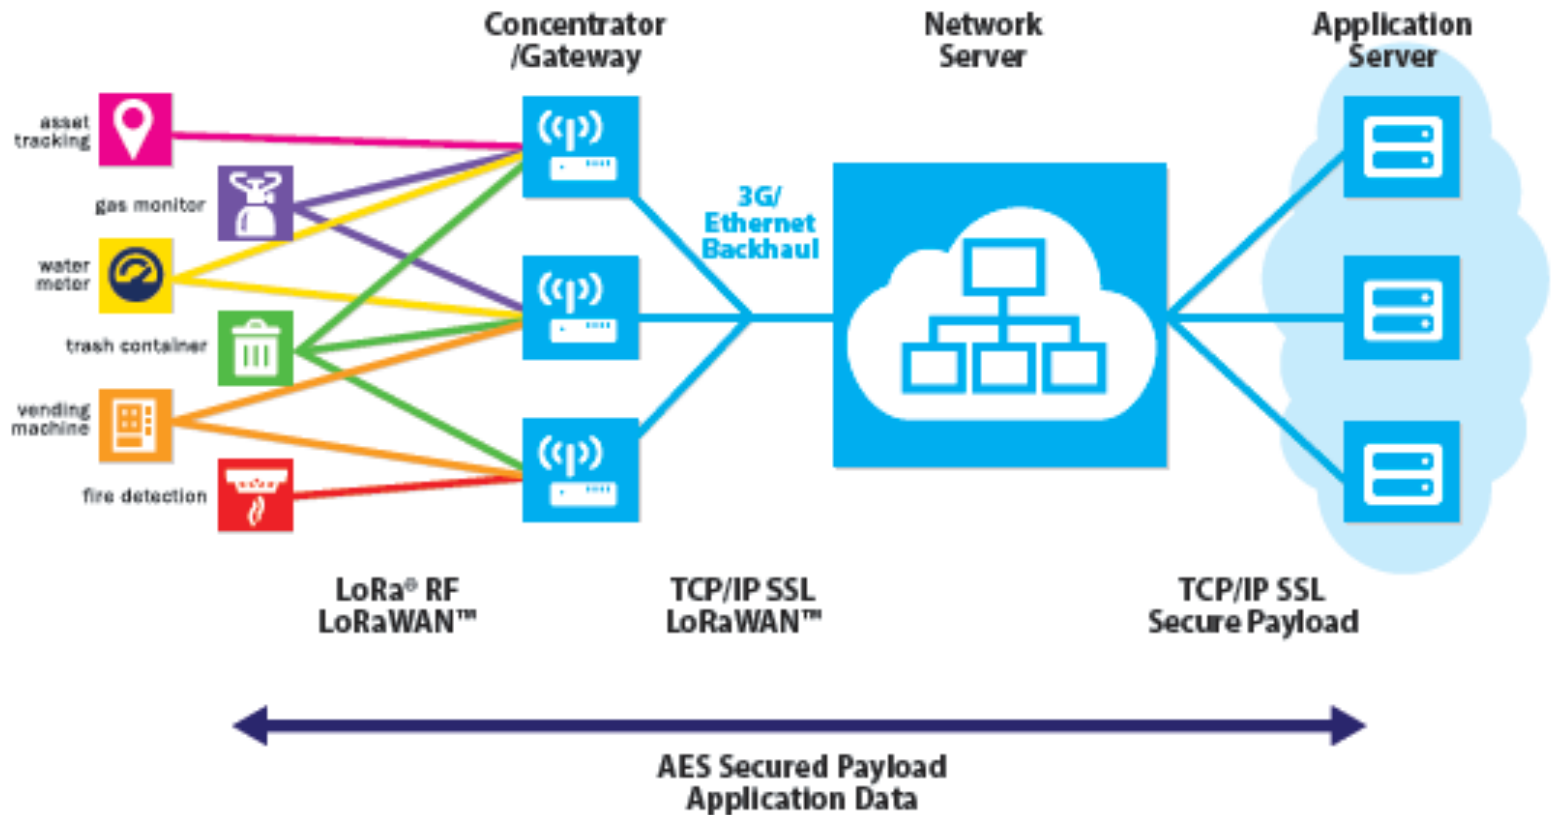 Concentrator
/Gateway
Network
Server
Application
Server
asset
tracking
gas monitor
water
meter
trash container
vending
machine
fire detection
3G/
Ethernet
Backhaul
LoRa® RF
LoRaWAN™
TCP/IP SSL
LoRaWAN™
TCP/IP SSL
Secure Payload
AES Secured Payload
Application Data